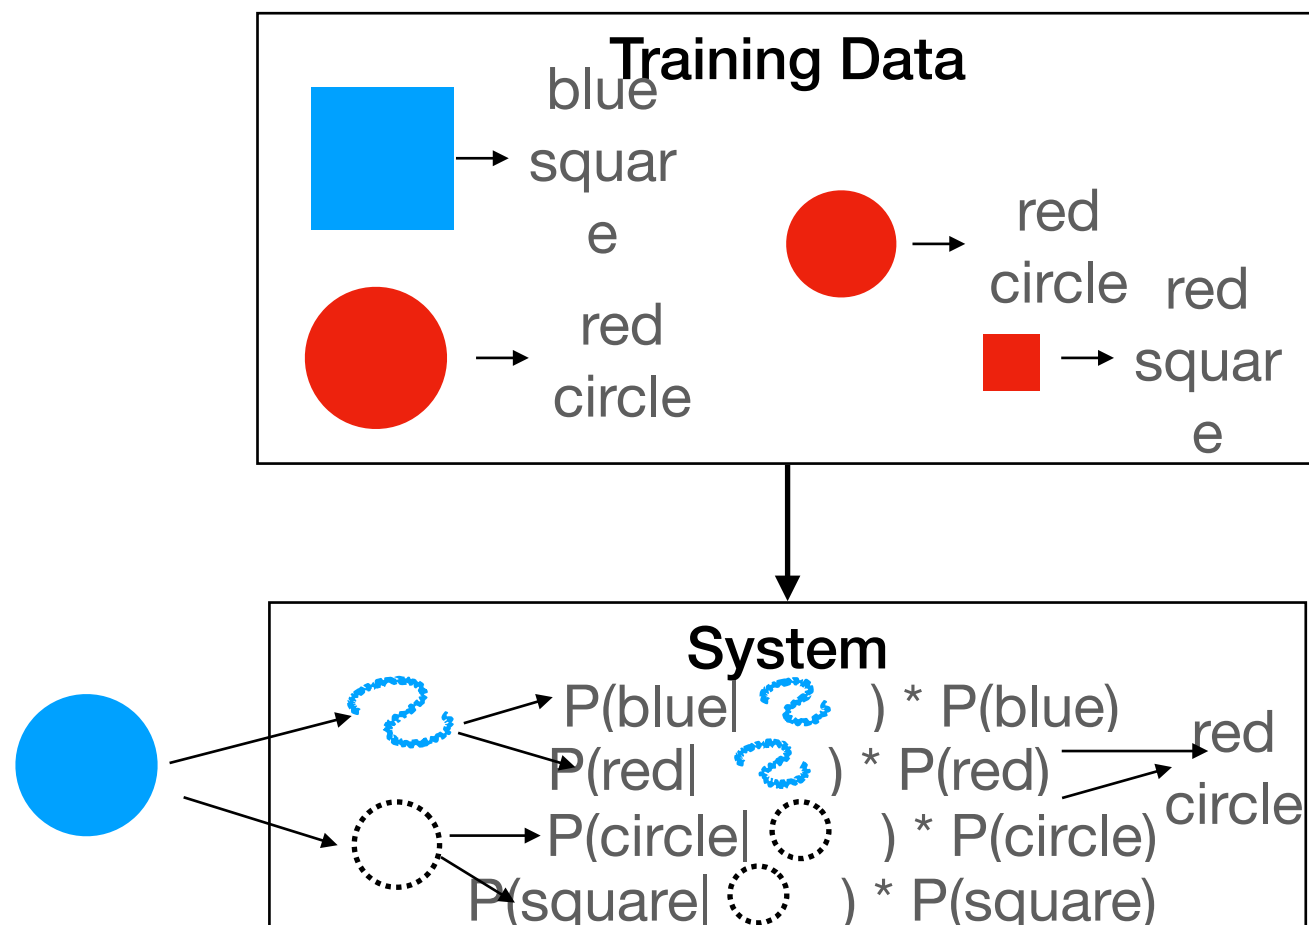 Training Data
blue
squar
e
red
circle
red
circle
red
squar
e
System
P(blue| ) * P(blue)
P(red| ) * P(red)
P(circle| ) * P(circle)
P(square| ) * P(square)
red
circle